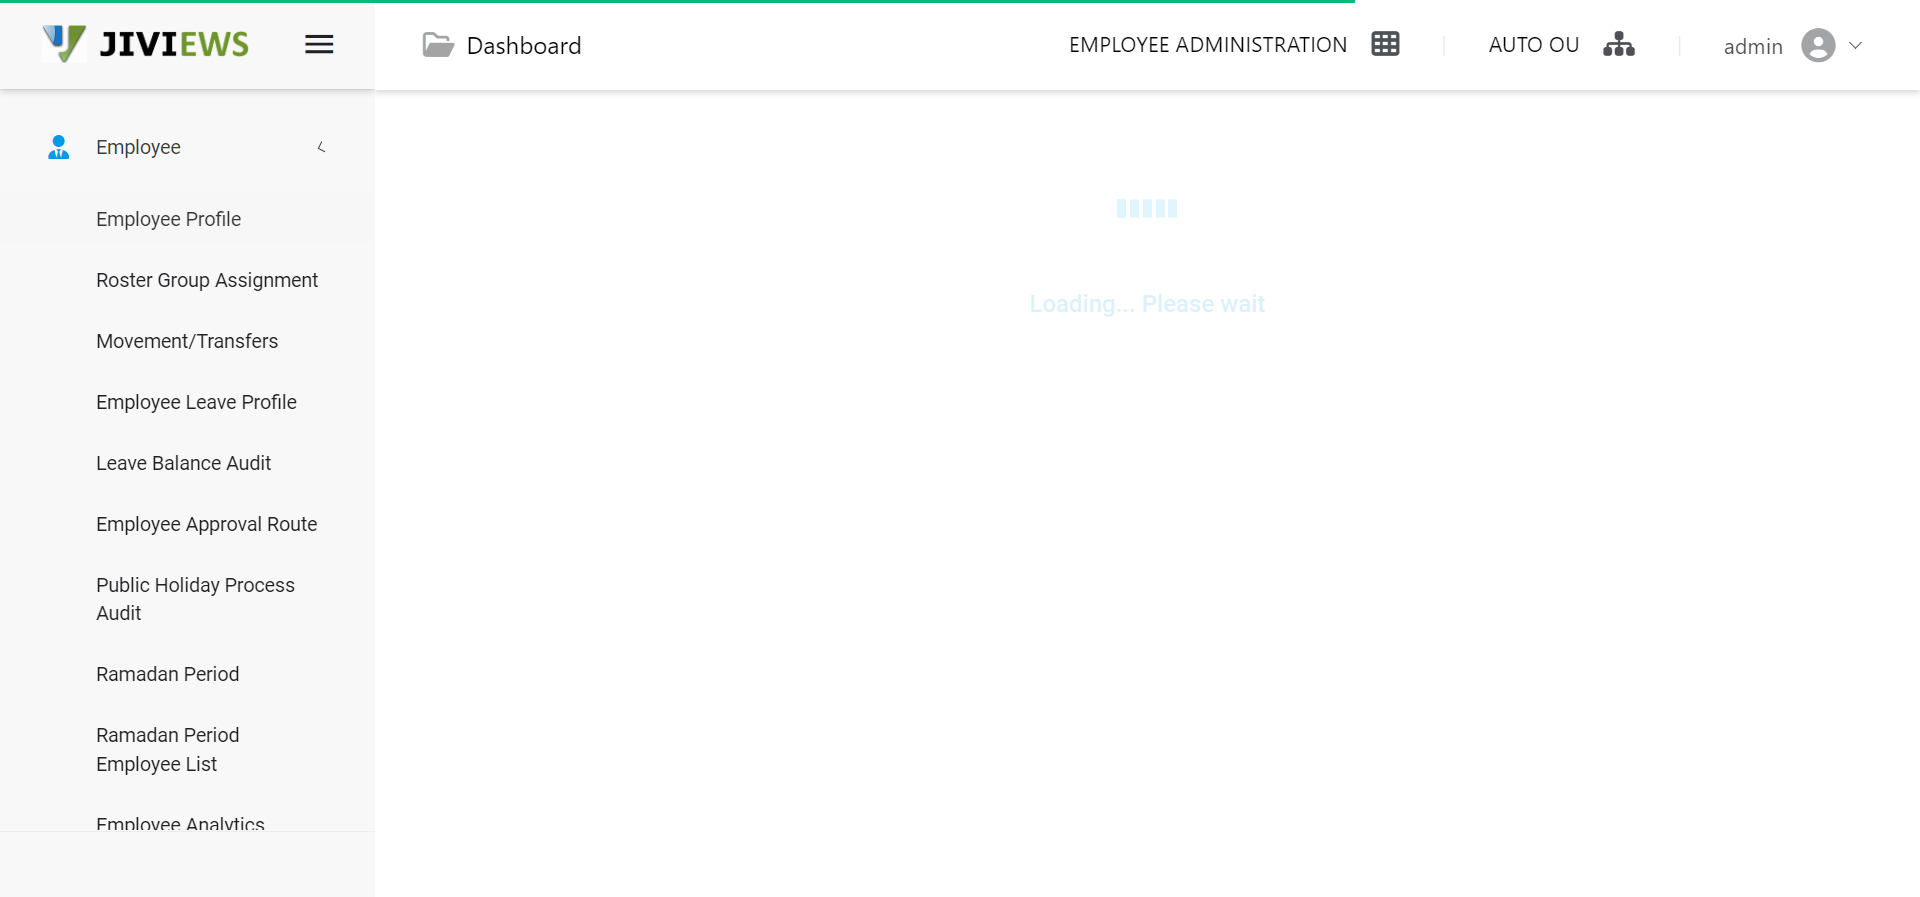 JIVIEWS
Dashboard
EMPLOYEE ADMINISTRATION
AUTO OU
admin
Employee
Employee Profile
Roster Group Assignment
Movement/Transfers
Employee Leave Profile
Leave Balance Audit
Employee Approval Route
Public Holiday Process
Audit
Ramadan Period
Ramadan Period
Employee List
Employee Analytics
Loading... Please wait